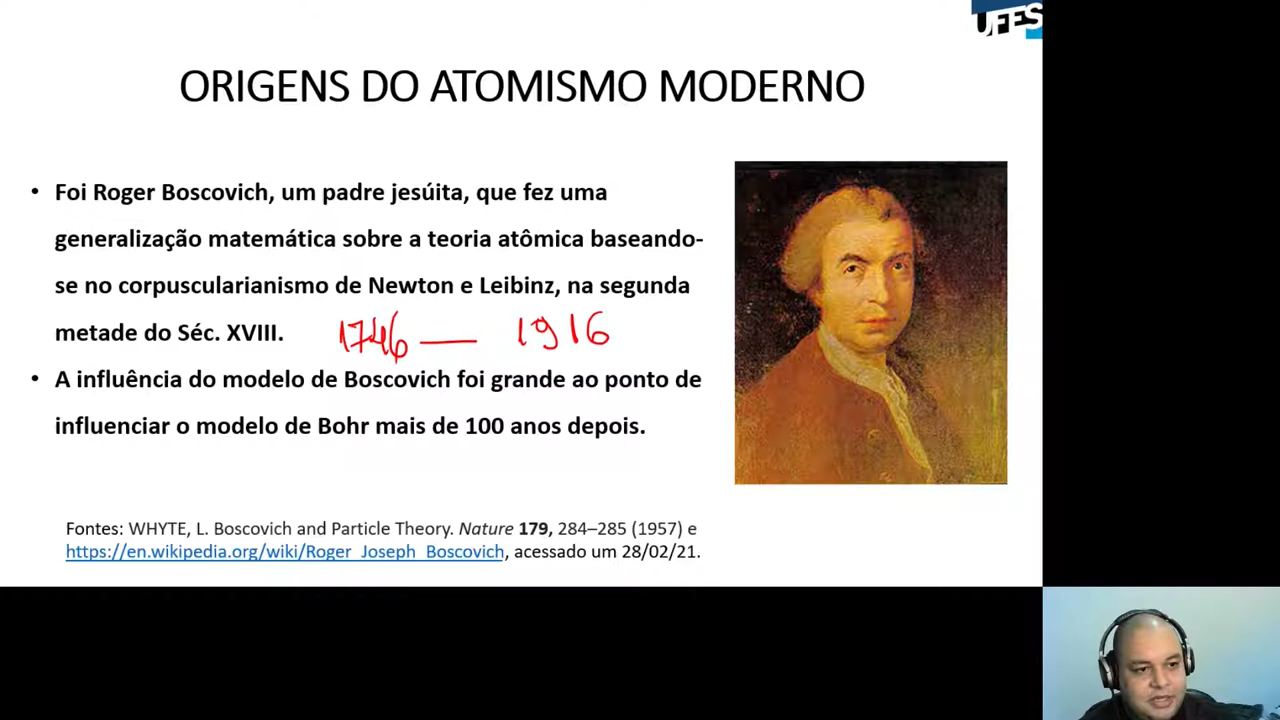 UFES
ORIGENS DO ATOMISMO MODERNO
• Foi Roger Boscovich, um padre jesúita, que fez uma
generalização matemática sobre a teoria atômica baseando-
se no corpuscularianismo de Newton e Leibinz, na segunda
metade do Séc. XVIII. 1746 — 1916
• A influência do modelo de Boscovich foi grande ao ponto de
influenciar o modelo de Bohr mais de 100 anos depois.
Fontes: WHYTE, L. Boscovich and Particle Theory. Nature 179, 284–285 (1957) e
https://en.wikipedia.org/wiki/Roger_Joseph_Boscovich, acessado um 28/02/21.